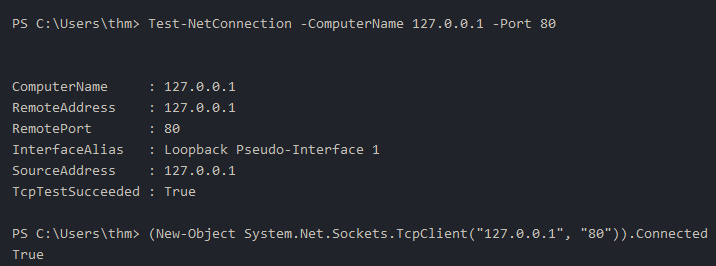 PS C:\Users\thm> Test-NetConnection -ComputerName 127.0.0.1 -Port 80
ComputerName     : 127.0.0.1
RemoteAddress    : 127.0.0.1
RemotePort       : 80
InterfaceAlias   : Loopback Pseudo-Interface 1
SourceAddress    : 127.0.0.1
TcpTestSucceeded : True
PS C:\Users\thm> (New-Object System.Net.Sockets.TcpClient("127.0.0.1", "80")).Connected
True